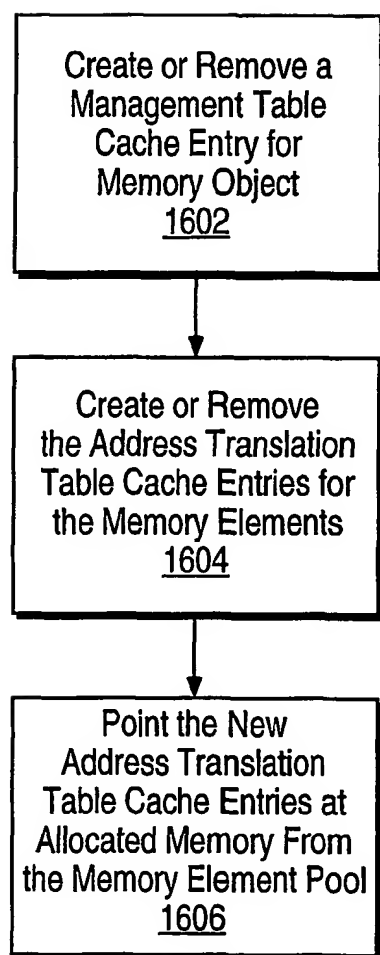 Create or Remove a
Management Table
Cache Entry for
Memory Object
1602
Create or Remove
the Address Translation
Table Cache Entries for
the Memory Elements
1604
Point the New
Address Translation
Table Cache Entries at
Allocated Memory From
the Memory Element Pool
1606